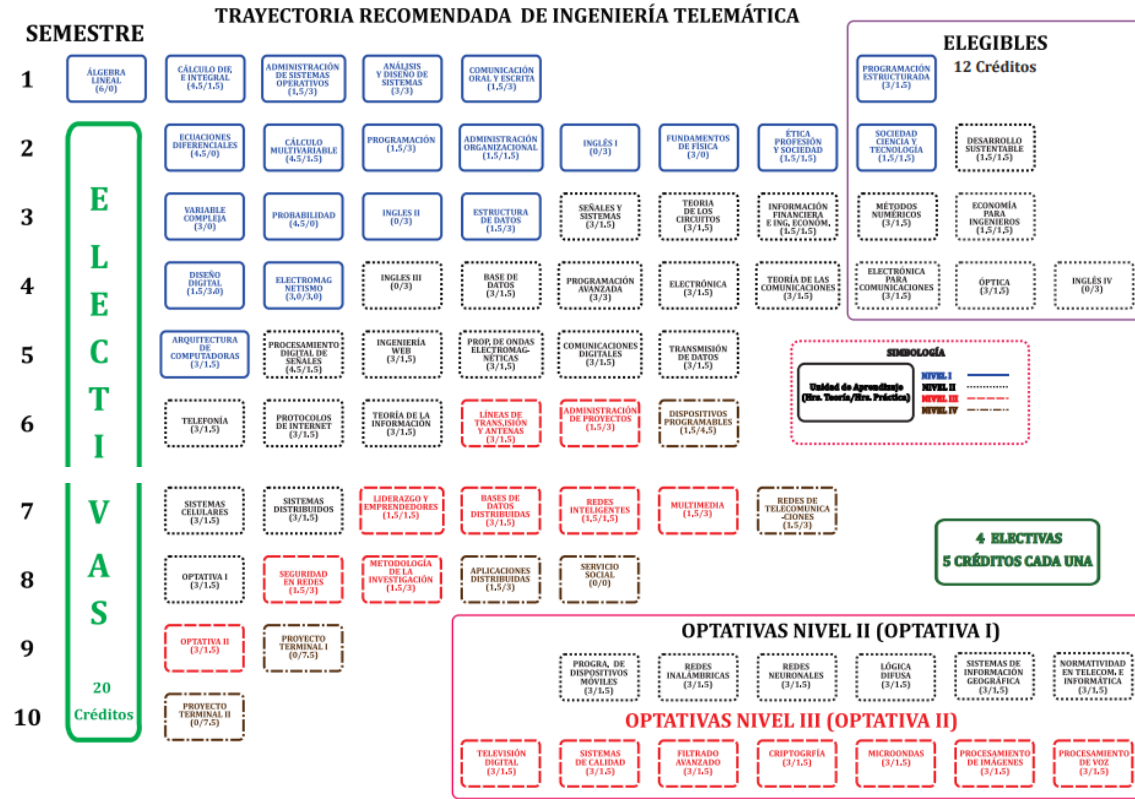 TRAYECTORIA RECOMENDADA DE INGENIERÍA TELEMÁTICA
SEMESTRE
ELEGIBLES
12 Créditos
1
ÁLGEBRA
LINEAL
(6/0)
CÁLCULO DIF,
E INTEGRAL
(4,5/1,5)
ADMINISTRACIÓN
DE SISTEMAS
OPERATIVOS
(1,5/3)
ANÁLISIS
Y DISEÑO DE
SISTEMAS
(3/3)
COMUNICACIÓN
ORAL Y ESCRITA
(1,5/3)
PROGRAMACIÓN
ESTRUCTURADA
(3/1,5)
2
ECUACIONES
DIFERENCIALES
(4,5/0)
CÁLCULO
MULTIVARIABLE
(4,5/1,5)
PROGRAMACIÓN
(1,5/3)
ADMINISTRACIÓN
ORGANIZACIONAL
(1,5/1,5)
INGLÉS I
(0/3)
FUNDAMENTOS
DE FÍSICA
(3/0)
ÉTICA
PROFESIÓN
Y SOCIEDAD
(1,5/1,5)
SOCIEDAD
CIENCIA Y
TECNOLOGÍA
(1,5/1,5)
DESARROLLO
SUSTENTABLE
(1,5/1,5)
3
VARIABLE
COMPLEJA
(3/0)
PROBABILIDAD
(4,5/0)
INGLES II
(0/3)
ESTRUCTURA
DE DATOS
(1,5/3)
SEÑALES Y
SISTEMAS
(3/1,5)
TEORIA
DE LOS
CIRCUITOS
(3/1,5)
INFORMACIÓN
FINANCIERA
E ING, ECONÓM,
(1,5/1,5)
MÉTODOS
NUMÉRICOS
(3/1,5)
ECONOMÍA
PARA
INGENIEROS
(1,5/1,5)
4
DISEÑO
DIGITAL
(1,5/3,0)
ELECTROMAG
NETISMO
(3,0/3,0)
INGLES III
(0/3)
BASE DE
DATOS
(3/1,5)
PROGRAMACIÓN
AVANZADA
(3/3)
ELECTRÓNICA
(3/1,5)
TEORÍA DE LAS
COMUNICACIONES
(3/1,5)
ELECTRÓNICA
PARA
COMUNICACIONES
(3/1,5)
ÓPTICA
(3/1,5)
INGLÉS IV
(0/3)
5
ARQUITECTURA
DE
COMPUTADORAS
(3/1,5)
PROCESAMIENTO
DIGITAL DE
SEÑALES
(4,5/1,5)
INGENIERÍA
WEB
(3/1,5)
PROP, DE ONDAS
ELECTROMAG-
NÉTICAS
(3/1,5)
COMUNICACIONES
DIGITALES
(3/1,5)
TRANSMISIÓN
DE DATOS
(3/1,5)
SIMBOLOGÍA
Unidad de Aprendizaje
(Hrs. Teoría/Hrs. Práctica)
NIVEL I
NIVEL II
NIVEL III
NIVEL IV
6
TELEFONÍA
(3/1,5)
PROTOCOLOS
DE INTERNET
(3/1,5)
TEORÍA DE LA
INFORMACIÓN
(3/1,5)
LÍNEAS DE
TRANS,ISIÓN
Y ANTENAS
(3/1,5)
ADMINISTRACIÓN
DE PROYECTOS
(1,5/3)
DISPOSITIVOS
PROGRAMABLES
(1,5/4,5)
7
SISTEMAS
CELULARES
(3/1.5)
SISTEMAS
DISTRIBUIDOS
(3/1.5)
LIDERAZGO Y
EMPRENDEDORES
(1.5/1.5)
BASES DE
DATOS
DISTRIBUIDAS
(3/1.5)
REDES
INTELIGENTES
(1.5/1.5)
MULTIMEDIA
(1.5/3)
REDES DE
TELECOMUNICA
-CIONES
(1.5/3)
4 ELECTIVAS
5 CRÉDITOS CADA UNA
8
OPTATIVA I
(3/1.5)
SEGURIDAD
EN REDES
(1.5/3)
METODOLOGÍA
DE LA
INVESTIGACIÓN
(1.5/3)
APLICACIONES
DISTRIBUIDAS
(1.5/3)
SERVICIO
SOCIAL
(0/0)
9
OPTATIVA II
(3/1.5)
PROYECTO
TERMINAL I
(0/7.5)
10
PROYECTO
TERMINAL II
(0/7.5)
E
L
E
C
T
I
V
A
S
20
Créditos
OPTATIVAS NIVEL II (OPTATIVA I)
PROGRA, DE
DISPOSITIVOS
MÓVILES
(3/1.5)
REDES
INALÁMBRICAS
(3/1.5)
REDES
NEURONALES
(3/1.5)
LÓGICA
DIFUSA
(3/1.5)
SISTEMAS DE
INFORMACIÓN
GEOGRÁFICA
(3/1.5)
NORMATIVIDAD
EN TELECOM. E
INFORMÁTICA
(3/1.5)
OPTATIVAS NIVEL III (OPTATIVA II)
TELEVISIÓN
DIGITAL
(3/1.5)
SISTEMAS
DE CALIDAD
(3/1.5)
FILTRADO
AVANZADO
(3/1.5)
CRIPTOGRFÍA
(3/1.5)
MICROONDAS
(3/1.5)
PROCESAMIENTO
DE IMÁGENES
(3/1.5)
PROCESAMIENTO
DE VOZ
(3/1.5)